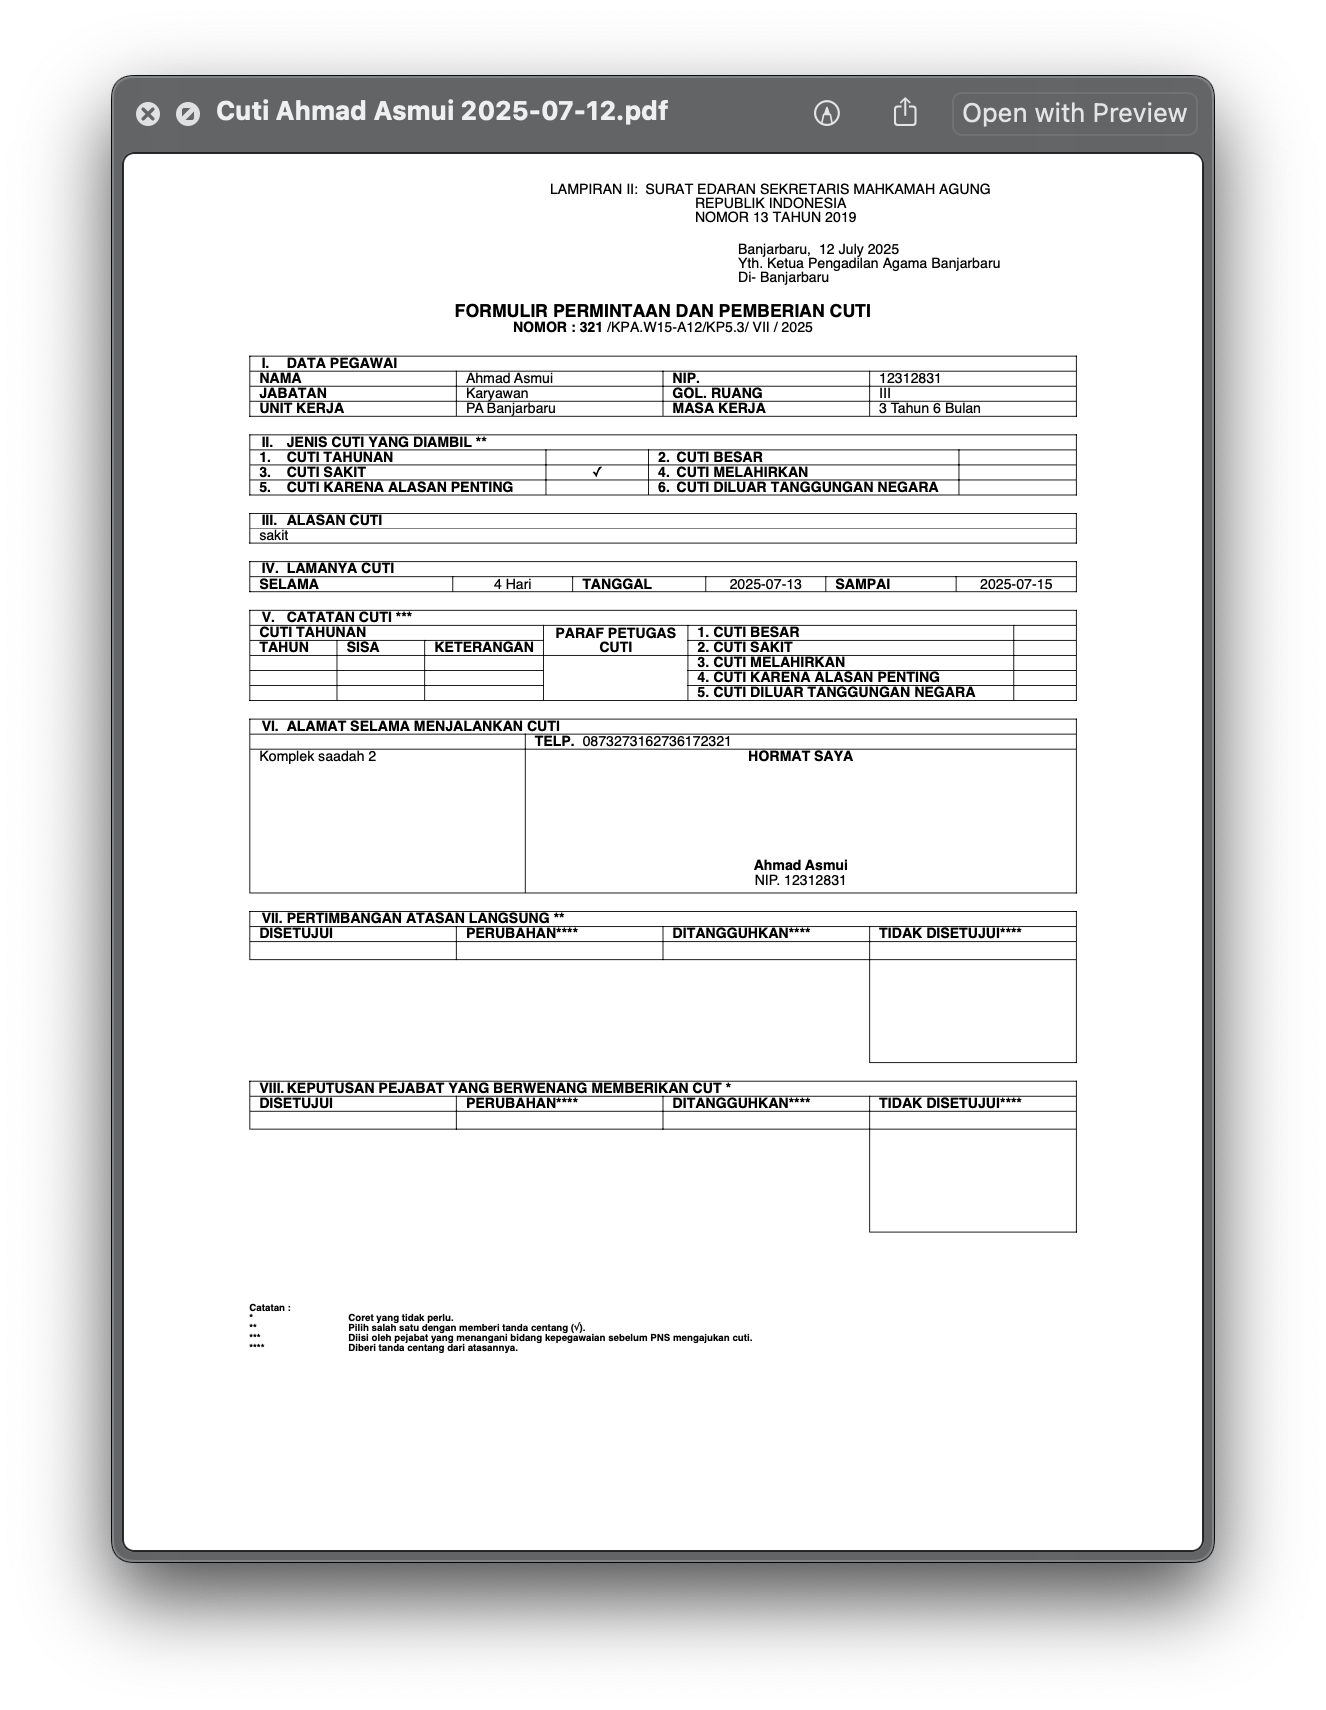 Cuti Ahmad Asmui 2025-07-12.pdf
Open with Preview
LAMPIRAN II: SURAT EDARAN SEKRETARIS MAHKAMAH AGUNG
REPUBLIK INDONESIA
NOMOR 13 TAHUN 2019
Banjarbaru, 12 July 2025
Yth. Ketua Pengadilan Agama Banjarbaru
Di- Banjarbaru
FORMULIR PERMINTAAN DAN PEMBERIAN CUTI
NOMOR : 321 /KPA.W15-A12/KP5.3/ VII / 2025
I. DATA PEGAWAI
NAMA Ahmad Asmui NIP. 12312831
JABATAN Karyawan GOL. RUANG III
UNIT KERJA PA Banjarbaru MASA KERJA 3 Tahun 6 Bulan
II. JENIS CUTI YANG DIAMBIL **
1. CUTI TAHUNAN 2. CUTI BESAR
3. CUTI SAKIT ✓ 4. CUTI MELAHIRKAN
5. CUTI KARENA ALASAN PENTING 6. CUTI DILUAR TANGGUNGAN NEGARA
III. ALASAN CUTI
sakit
IV. LAMANYA CUTI
SELAMA 4 Hari TANGGAL 2025-07-13 SAMPAI 2025-07-15
V. CATATAN CUTI ***
CUTI TAHUNAN PARAF PETUGAS 1. CUTI BESAR
TAHUN SISA KETERANGAN CUTI 2. CUTI SAKIT
3. CUTI MELAHIRKAN
4. CUTI KARENA ALASAN PENTING
5. CUTI DILUAR TANGGUNGAN NEGARA
VI. ALAMAT SELAMA MENJALANKAN CUTI
TELP. 0873273162736172321
Komplek saadah 2 HORMAT SAYA
Ahmad Asmui
NIP. 12312831
VII. PERTIMBANGAN ATASAN LANGSUNG **
DISETUJUI PERUBAHAN**** DITANGGUHKAN**** TIDAK DISETUJUI****
VIII. KEPUTUSAN PEJABAT YANG BERWENANG MEMBERIKAN CUT *
DISETUJUI PERUBAHAN**** DITANGGUHKAN**** TIDAK DISETUJUI****
Catatan :
* Coret yang tidak perlu.
** Pilih salah satu dengan memberi tanda centang (√).
*** Diisi oleh pejabat yang menangani bidang kepegawaian sebelum PNS mengajukan cuti.
**** Diberi tanda centang dari atasannya.